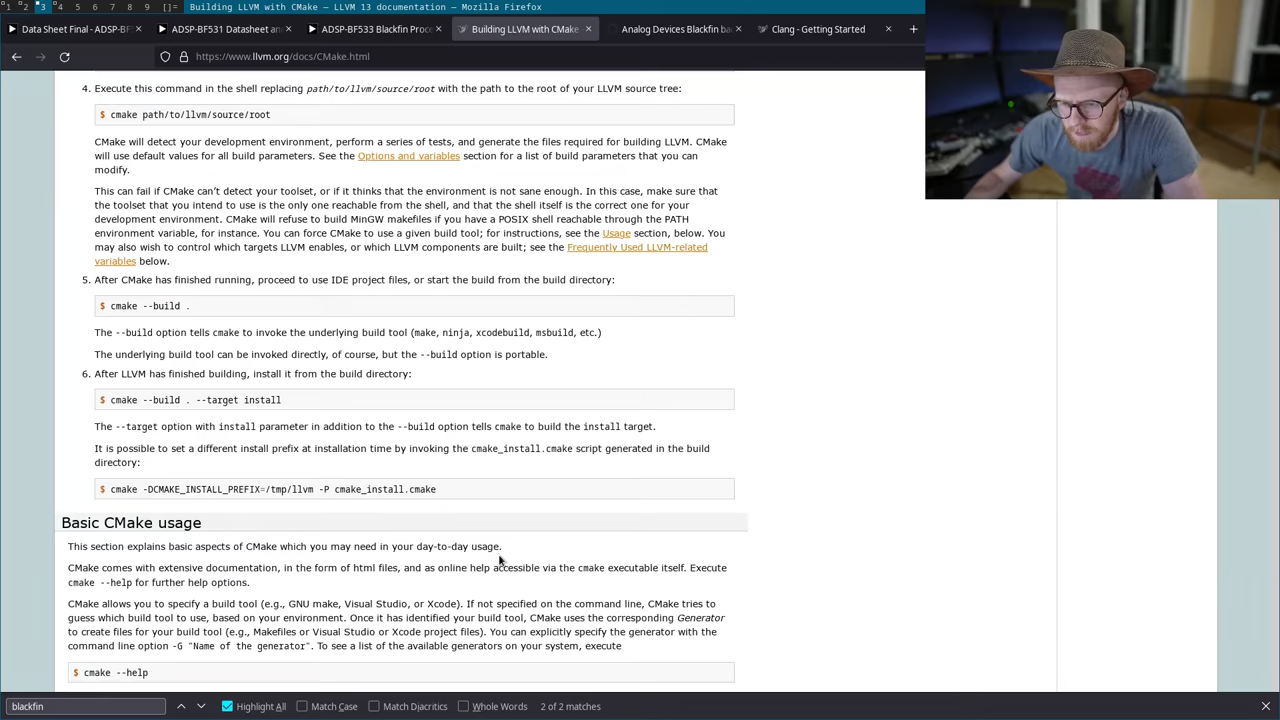 1 2 3 4 5 6 7 8 9 []= Building LLVM with CMake — LLVM 13 documentation — Mozilla Firefox
Data Sheet Final - ADSP-BF × ADSP-BF531 Datasheet an × ADSP-BF533 Blackfin Proc × Building LLVM with CMake × Analog Devices Blackfin ba × Clang - Getting Started ×
https://www.llvm.org/docs/CMake.html
4. Execute this command in the shell replacing path/to/llvm/source/root with the path to the root of your LLVM source tree:
$ cmake path/to/llvm/source/root
CMake will detect your development environment, perform a series of tests, and generate the files required for building LLVM. CMake
will use default values for all build parameters. See the Options and variables section for a list of build parameters that you can
modify.
This can fail if CMake can't detect your toolset, or if it thinks that the environment is not sane enough. In this case, make sure that
the toolset that you intend to use is the only one reachable from the shell, and that the shell itself is the correct one for your
development environment. CMake will refuse to build MinGW makefiles if you have a POSIX shell reachable through the PATH
environment variable, for instance. You can force CMake to use a given build tool; for instructions, see the Usage section, below. You
may also wish to control which targets LLVM enables, or which LLVM components are built; see the Frequently Used LLVM-related
variables below.
5. After CMake has finished running, proceed to use IDE project files, or start the build from the build directory:
$ cmake --build .
The --build option tells cmake to invoke the underlying build tool (make, ninja, xcodebuild, msbuild, etc.)
The underlying build tool can be invoked directly, of course, but the --build option is portable.
6. After LLVM has finished building, install it from the build directory:
$ cmake --build . --target install
The --target option with install parameter in addition to the --build option tells cmake to build the install target.
It is possible to set a different install prefix at installation time by invoking the cmake_install.cmake script generated in the build
directory:
$ cmake -DCMAKE_INSTALL_PREFIX=/tmp/llvm -P cmake_install.cmake
Basic CMake usage
This section explains basic aspects of CMake which you may need in your day-to-day usage.
CMake comes with extensive documentation, in the form of html files, and as online help accessible via the cmake executable itself. Execute
cmake --help for further help options.
CMake allows you to specify a build tool (e.g., GNU make, Visual Studio, or Xcode). If not specified on the command line, CMake tries to
guess which build tool to use, based on your environment. Once it has identified your build tool, CMake uses the corresponding Generator
to create files for your build tool (e.g., Makefiles or Visual Studio or Xcode project files). You can explicitly specify the generator with the
command line option -G "Name of the generator". To see a list of the available generators on your system, execute
$ cmake --help
blackfin Highlight All Match Case Match Diacritics Whole Words 2 of 2 matches